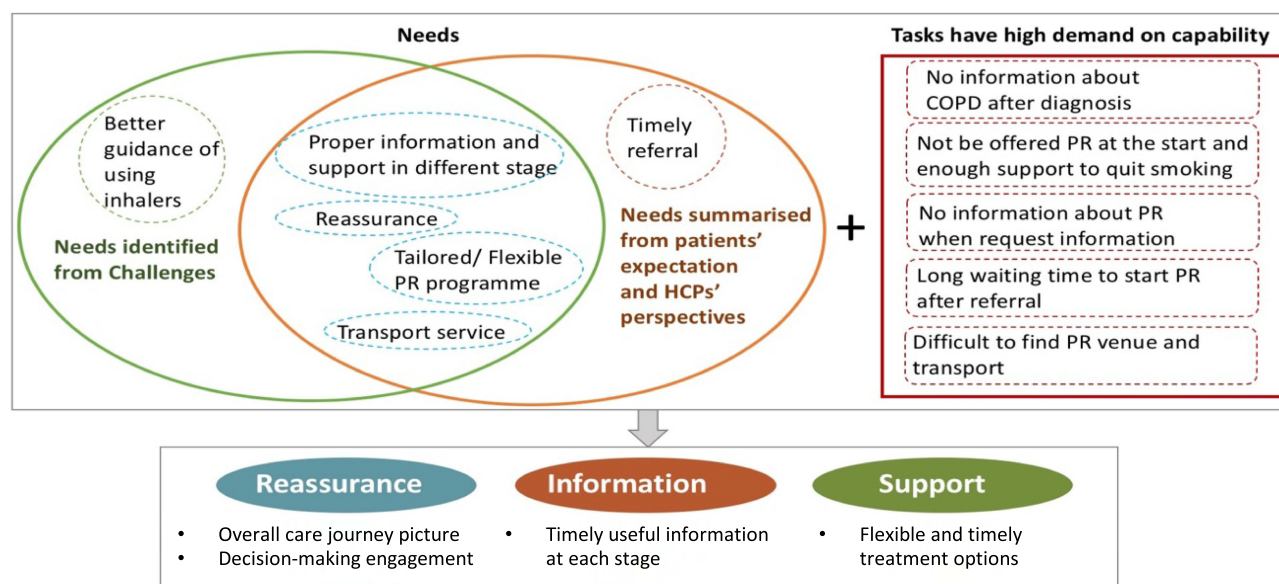 Needs
Tasks have high demand on capability
Better
guidance of
using
inhalers
Needs identified
from Challenges
Proper information and
support in different stage
Reassurance
Tailored/ Flexible
PR programme
Transport service
Timely
referral
Needs summarised
from patients’
expectation
and HCPs’
perspectives
+
No information about
COPD after diagnosis
Not be offered PR at the start and
enough support to quit smoking
No information about PR
when request information
Long waiting time to start PR
after referral
Difficult to find PR venue and
transport
Reassurance
• Overall care journey picture
• Decision-making engagement
Information
• Timely useful information
at each stage
Support
• Flexible and timely
treatment options